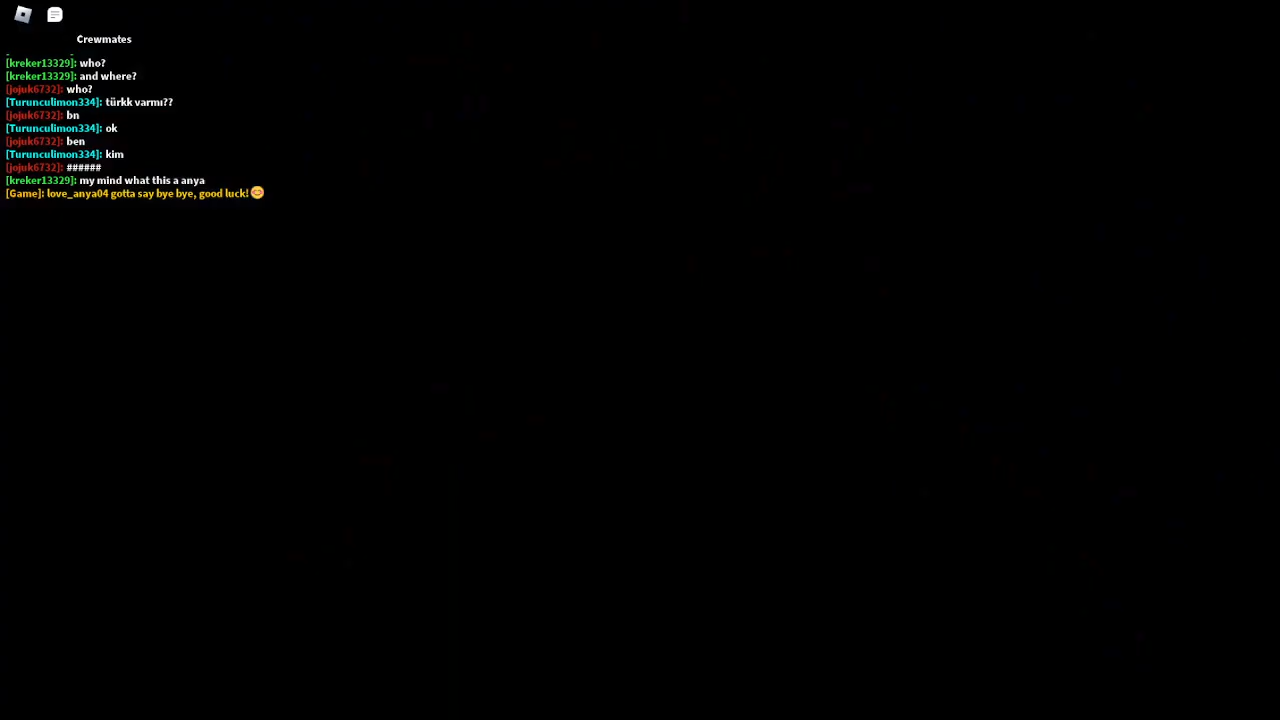 Crewmates
[kreker13329]: who?
[kreker13329]: and where?
[jojuk6732]: who?
[Turunculimon334]: türkk varmı??
[jojuk6732]: bn
[Turunculimon334]: ok
[jojuk6732]: ben
[Turunculimon334]: kim
[jojuk6732]: ######
[kreker13329]: my mind what this a anya
[Game]: love_anya04 gotta say bye bye, good luck!😊